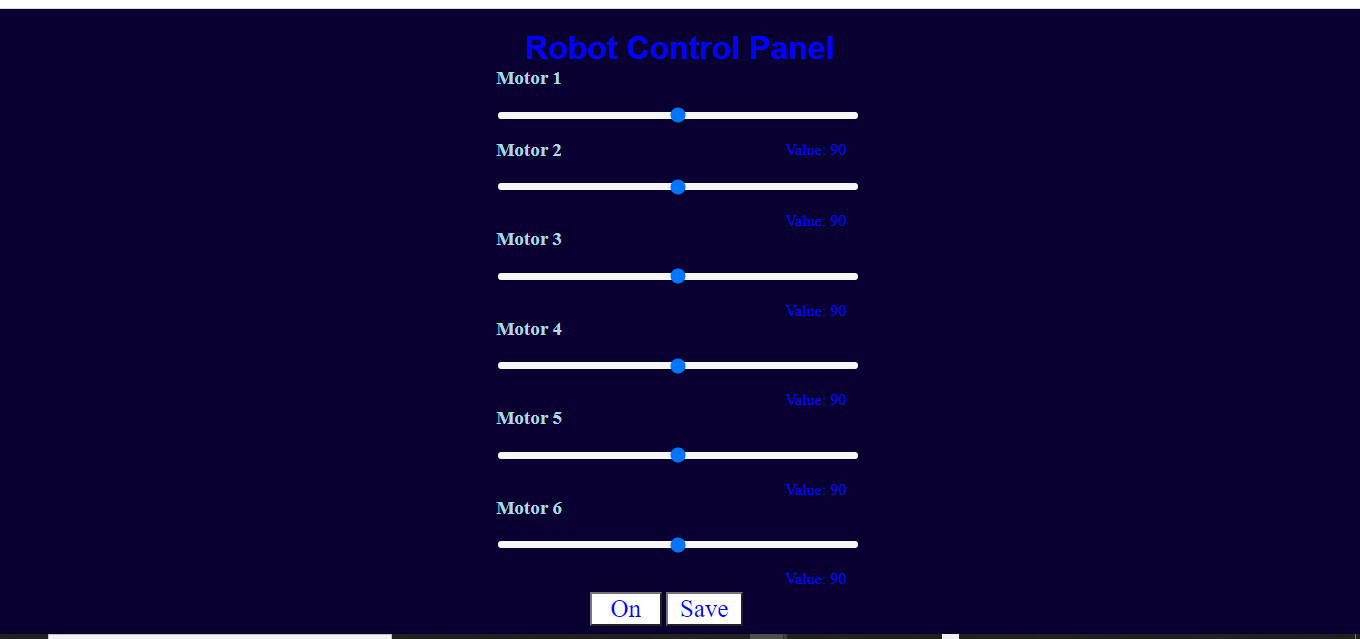 Robot Control Panel
Motor 1
Motor 2 Value: 90
Value: 90
Motor 3
Value: 90
Motor 4
Value: 90
Motor 5
Value: 90
Motor 6
Value: 90
On Save